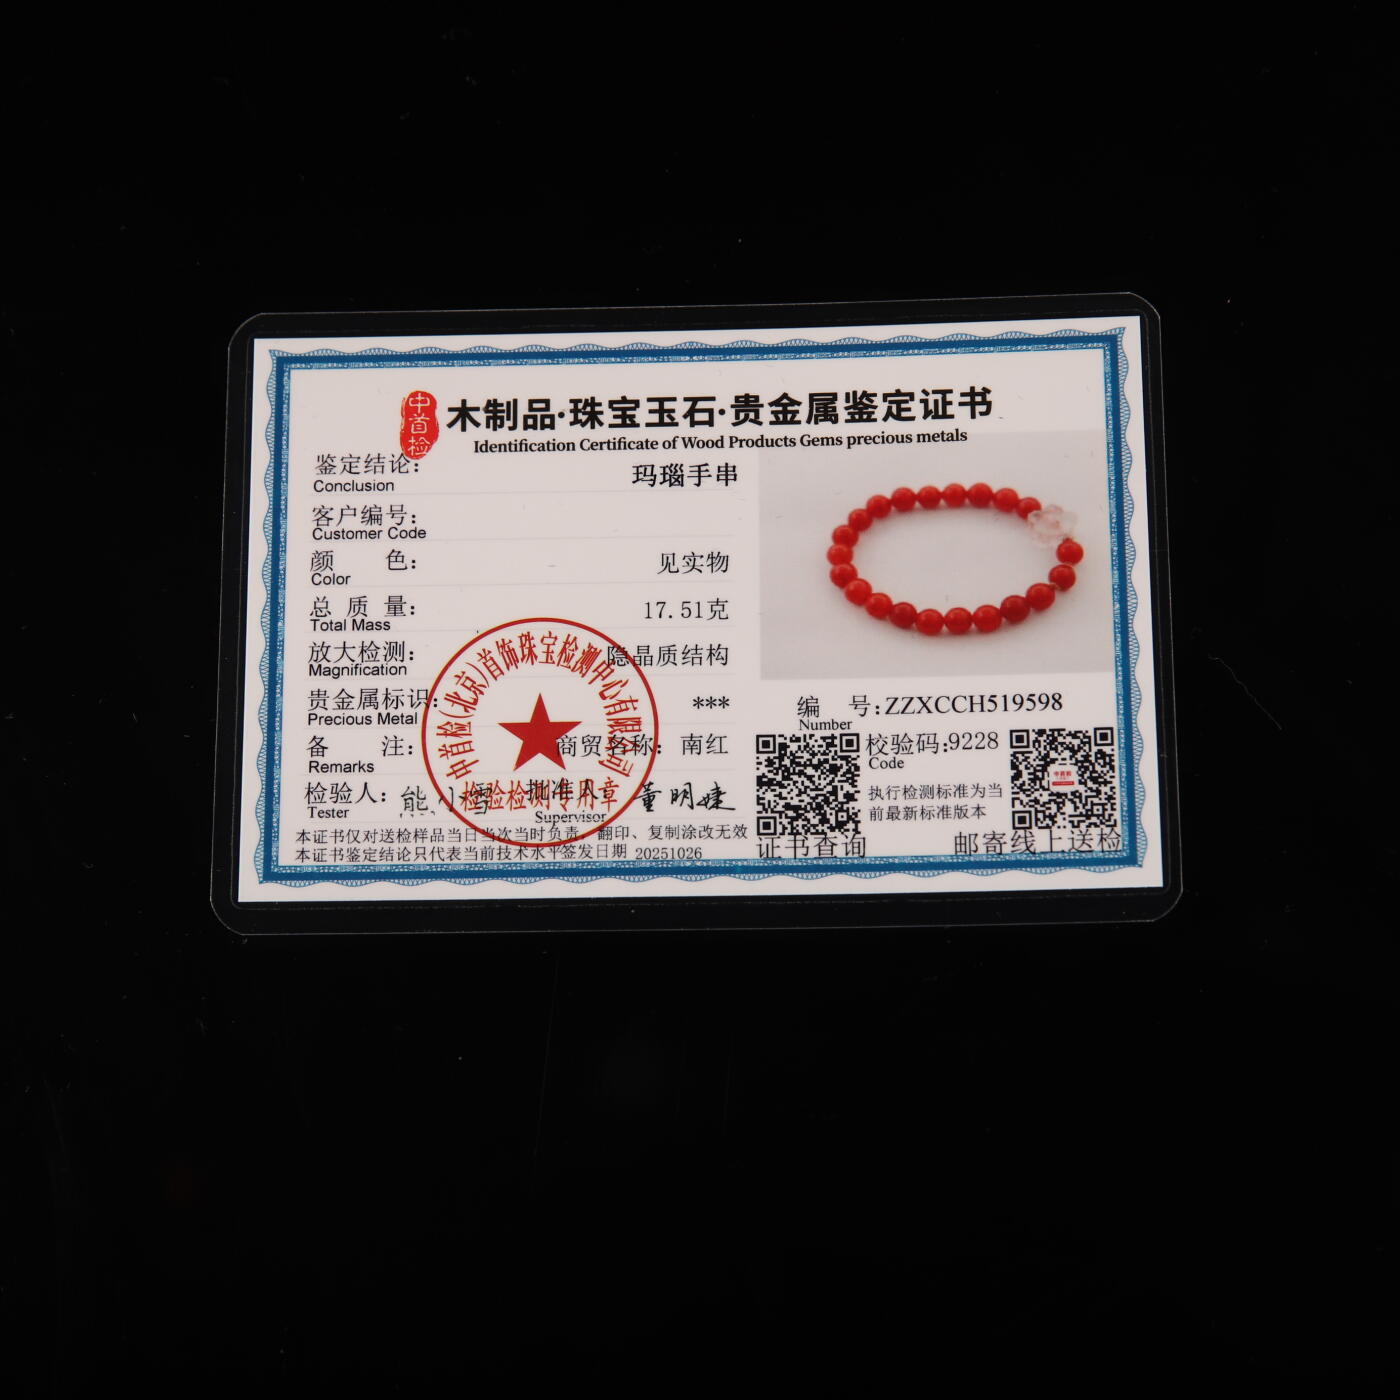 中首检
木制品·珠宝玉石·贵金属鉴定证书
Identification Certificate of Wood Products Gems precious metals
鉴定结论: 玛瑙手串
Conclusion
客户编号:
Customer Code
颜 色: 见实物
Color
总 质 量: 17.51克
Total Mass
放大检测: 隐晶质结构
Magnification
贵金属标识: ***
Precious Metal
备 注: 商贸名称: 南红
Remarks
检验人: 熊小雪 批准人: 董明婕
Tester Supervisor
中首检(北京)首饰珠宝检测中心有限公司
检验检测专用章
本证书仅对送检样品当日当次当时负责, 翻印、复制涂改无效
本证书鉴定结论只代表当前技术水平签发日期 20251026
编 号:ZZXCCH519598
Number
校验码:9228
Code
执行检测标准为当
前最新标准版本
证书查询
邮寄线上送检